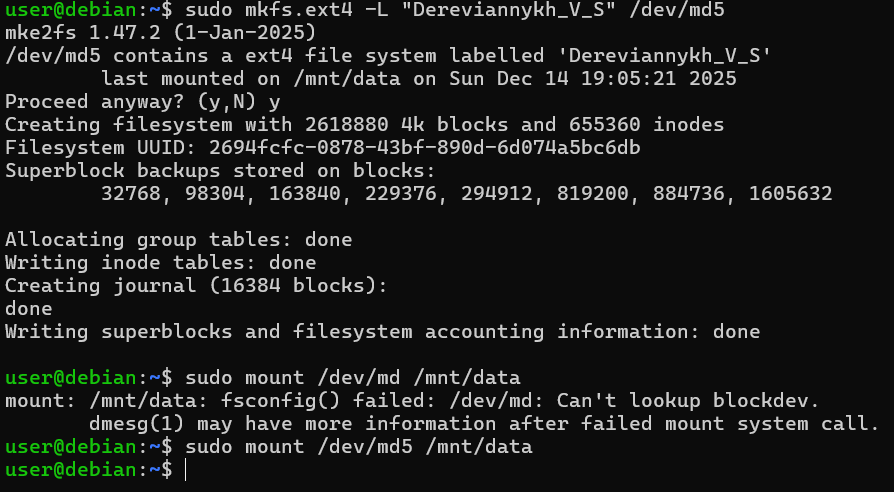 user@debian:~$ sudo mkfs.ext4 -L "Dereviannykh_V_S" /dev/md5
mke2fs 1.47.2 (1-Jan-2025)
/dev/md5 contains a ext4 file system labelled 'Dereviannykh_V_S'
        last mounted on /mnt/data on Sun Dec 14 19:05:21 2025
Proceed anyway? (y,N) y
Creating filesystem with 2618880 4k blocks and 655360 inodes
Filesystem UUID: 2694fcfc-0878-43bf-890d-6d074a5bc6db
Superblock backups stored on blocks:
        32768, 98304, 163840, 229376, 294912, 819200, 884736, 1605632

Allocating group tables: done
Writing inode tables: done
Creating journal (16384 blocks):
done
Writing superblocks and filesystem accounting information: done

user@debian:~$ sudo mount /dev/md /mnt/data
mount: /mnt/data: fsconfig() failed: /dev/md: Can't lookup blockdev.
        dmesg(1) may have more information after failed mount system call.
user@debian:~$ sudo mount /dev/md5 /mnt/data
user@debian:~$